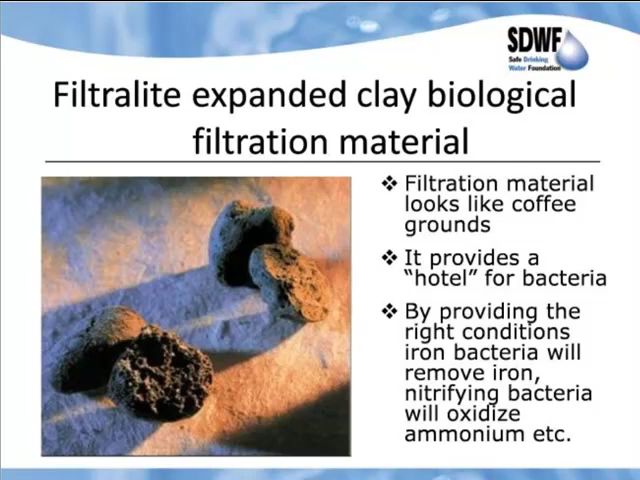 SDWF
Safe Drinking
Water Foundation
Filtralite expanded clay biological
filtration material
❖ Filtration material
looks like coffee
grounds
❖ It provides a
“hotel” for bacteria
❖ By providing the
right conditions
iron bacteria will
remove iron,
nitrifying bacteria
will oxidize
ammonium etc.